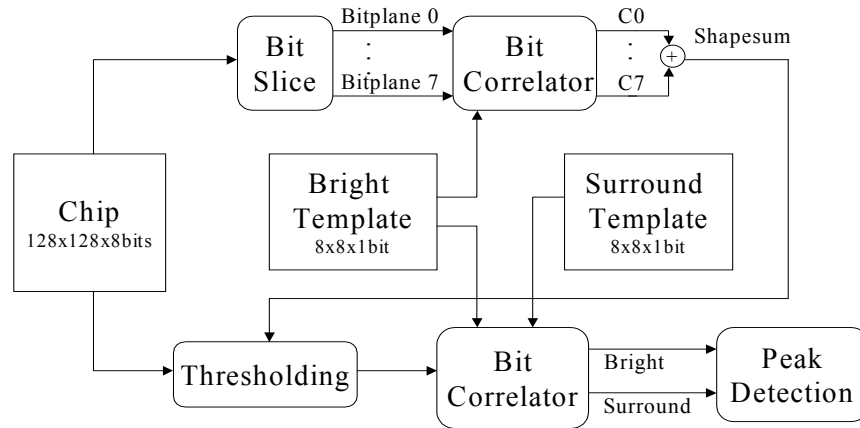 Bitplane 0
C0
Bit
Slice
Bit
Correlator
Shapesum
+
Bitplane 7
C7
Chip
128x128x8bits
Bright
Template
8x8x1bit
Surround
Template
8x8x1bit
Thresholding
Bit
Correlator
Bright
Surround
Peak
Detection